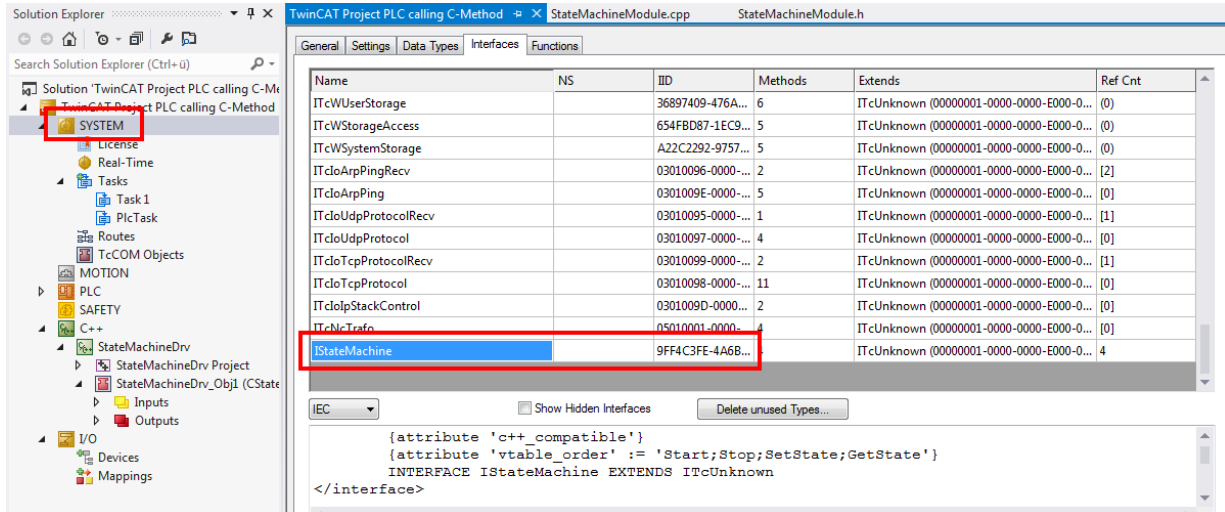 Solution Explorer
Search Solution Explorer (Ctrl+ü)
Solution 'TwinCAT Project PLC calling C-Me
TwinCAT Project PLC calling C-Method
SYSTEM
License
Real-Time
Tasks
Task 1
PlcTask
Routes
TcCOM Objects
MOTION
PLC
SAFETY
C++
StateMachineDrv
StateMachineDrv Project
StateMachineDrv_Obj1 (CState
Inputs
Outputs
I/O
Devices
Mappings
TwinCAT Project PLC calling C-Method StateMachineModule.cpp StateMachineModule.h
General Settings Data Types Interfaces Functions
Name NS IID Methods Extends Ref Cnt
ITcWUserStorage 36897409-476A... 6 ITcUnknown (00000001-0000-0000-E000-0... (0)
ITcWStorageAccess 654FBD87-1EC9... 5 ITcUnknown (00000001-0000-0000-E000-0... (0)
ITcWSystemStorage A22C2292-9757... 5 ITcUnknown (00000001-0000-0000-E000-0... (0)
ITcIoArpPingRecv 03010096-0000-... 2 ITcUnknown (00000001-0000-0000-E000-0... [2]
ITcIoArpPing 0301009E-0000-... 5 ITcUnknown (00000001-0000-0000-E000-0... [0]
ITcIoUdpProtocolRecv 03010095-0000-... 1 ITcUnknown (00000001-0000-0000-E000-0... [1]
ITcIoUdpProtocol 03010097-0000-... 4 ITcUnknown (00000001-0000-0000-E000-0... [0]
ITcIoTcpProtocolRecv 03010099-0000-... 2 ITcUnknown (00000001-0000-0000-E000-0... [1]
ITcIoTcpProtocol 03010098-0000-... 11 ITcUnknown (00000001-0000-0000-E000-0... [0]
ITcIoIpStackControl 0301009D-0000... 2 ITcUnknown (00000001-0000-0000-E000-0... [0]
ITcNcTrafo 05010001-0000-... 4 ITcUnknown (00000001-0000-0000-E000-0... [0]
IStateMachine 9FF4C3FE-4A6B... ITcUnknown (00000001-0000-0000-E000-0... 4
IEC Show Hidden Interfaces Delete unused Types...
{attribute 'c++_compatible'}
{attribute 'vtable_order' := 'Start;Stop;SetState;GetState'}
INTERFACE IStateMachine EXTENDS ITcUnknown
</interface>